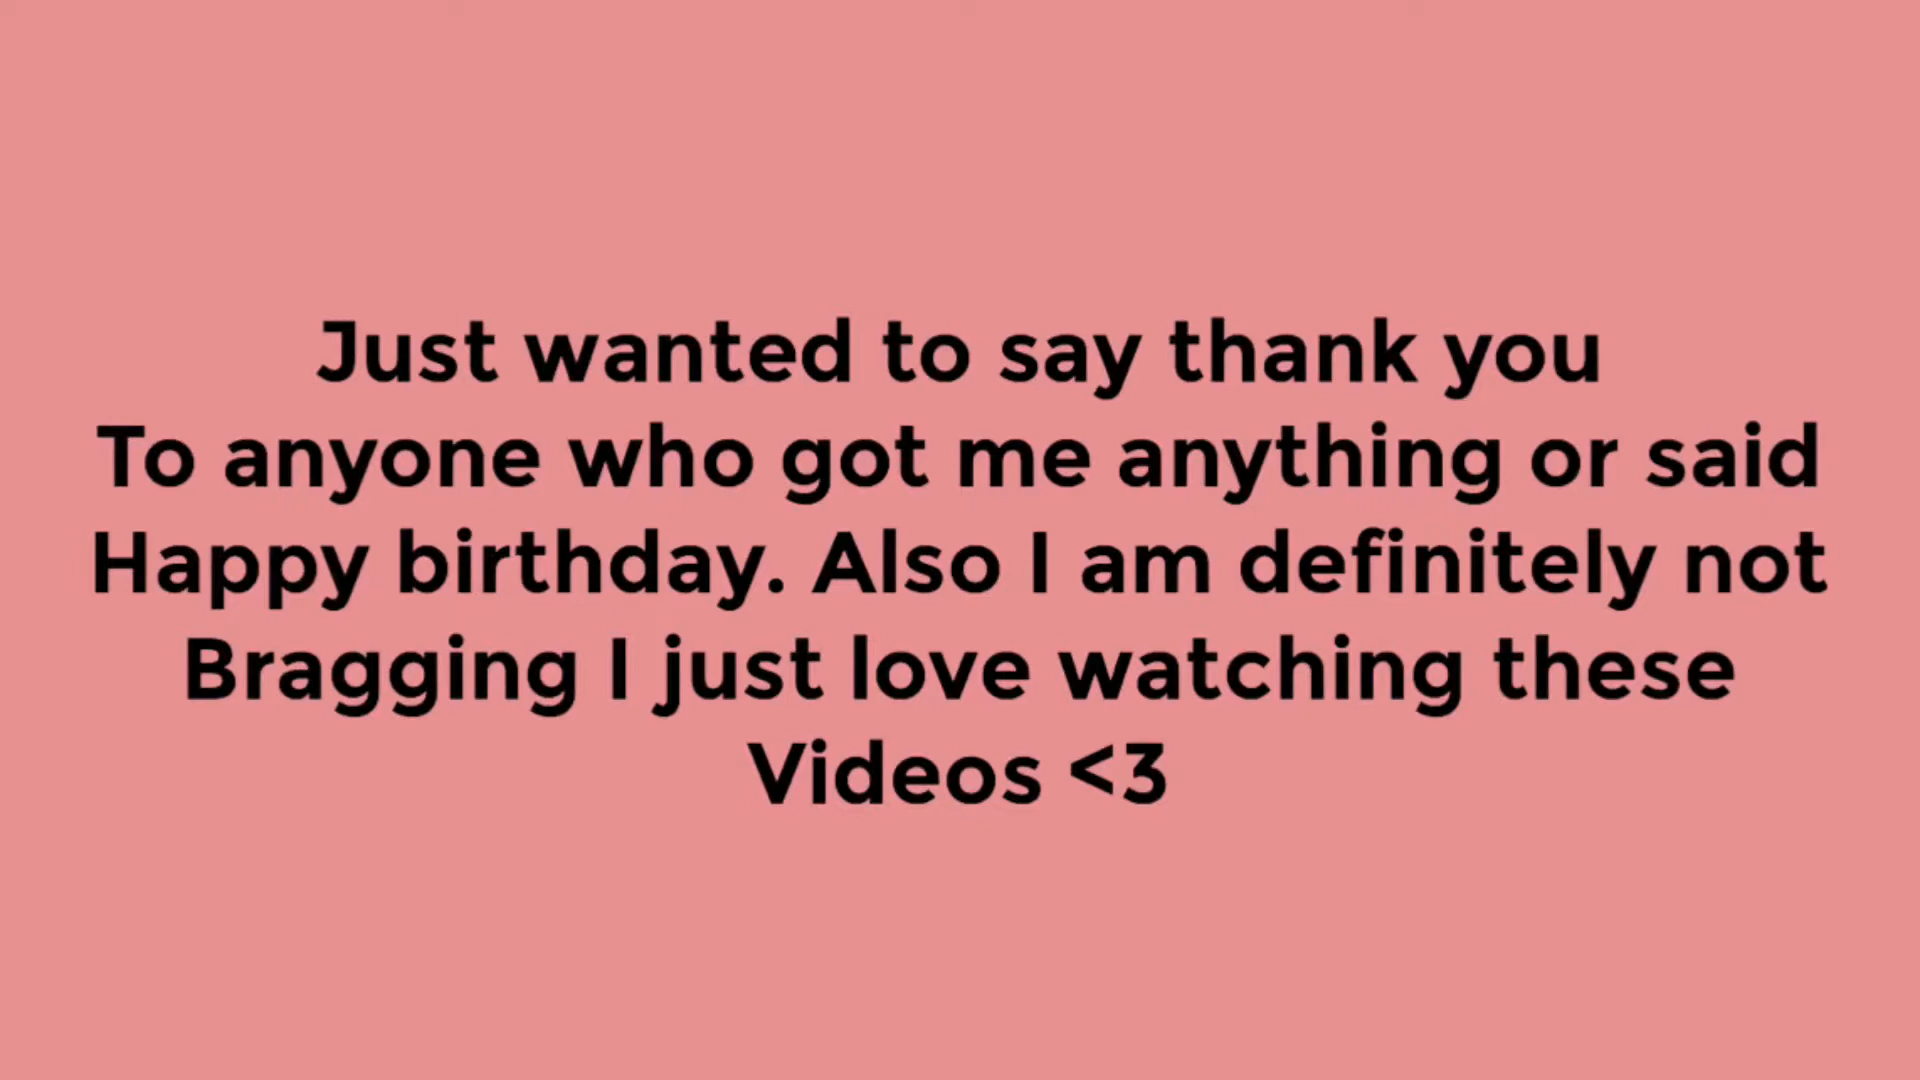 Just wanted to say thank you
To anyone who got me anything or said
Happy birthday. Also I am definitely not
Bragging I just love watching these
Videos <3